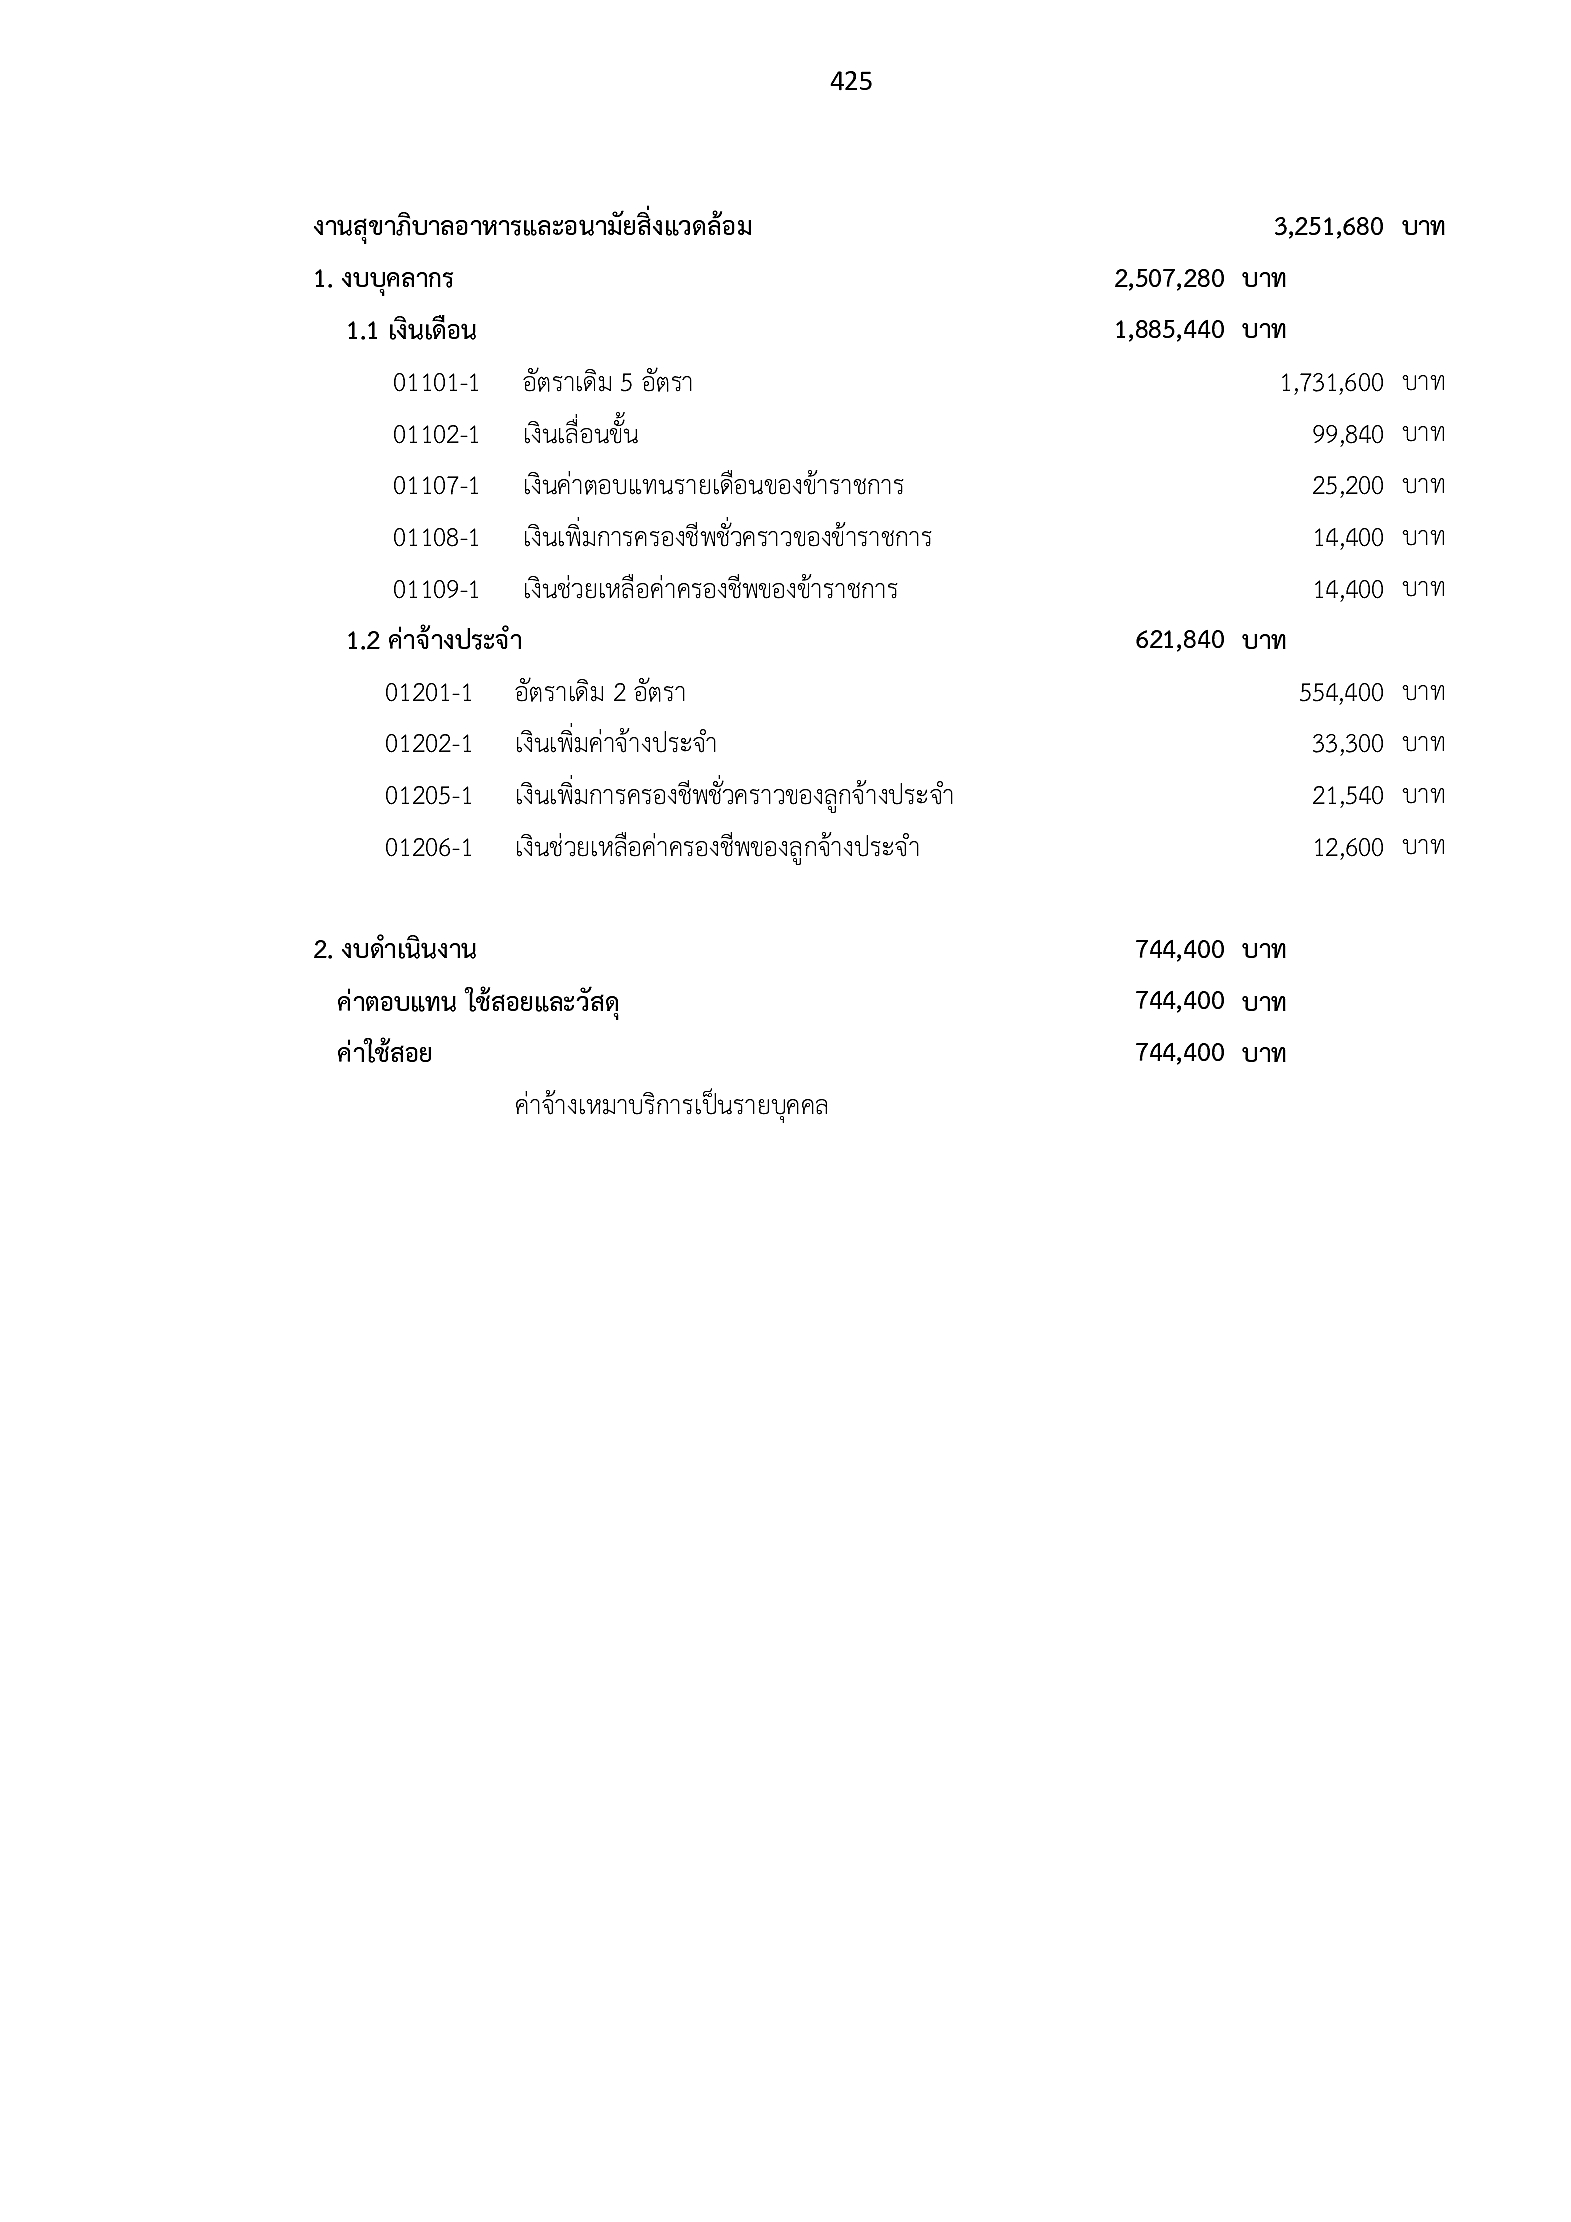 425
งานสุขาภิบาลอาหารและอนามัยสิ่งแวดล้อม 3,251,680 บาท
1. งบบุคลากร 2,507,280 บาท
1.1 เงินเดือน 1,885,440 บาท
01101-1 อัตราเดิม 5 อัตรา 1,731,600 บาท
01102-1 เงินเลื่อนขั้น 99,840 บาท
01107-1 เงินค่าตอบแทนรายเดือนของข้าราชการ 25,200 บาท
01108-1 เงินเพิ่มการครองชีพชั่วคราวของข้าราชการ 14,400 บาท
01109-1 เงินช่วยเหลือค่าครองชีพของข้าราชการ 14,400 บาท
1.2 ค่าจ้างประจำ 621,840 บาท
01201-1 อัตราเดิม 2 อัตรา 554,400 บาท
01202-1 เงินเพิ่มค่าจ้างประจำ 33,300 บาท
01205-1 เงินเพิ่มการครองชีพชั่วคราวของลูกจ้างประจำ 21,540 บาท
01206-1 เงินช่วยเหลือค่าครองชีพของลูกจ้างประจำ 12,600 บาท
2. งบดำเนินงาน 744,400 บาท
ค่าตอบแทน ใช้สอยและวัสดุ 744,400 บาท
ค่าใช้สอย 744,400 บาท
ค่าจ้างเหมาบริการเป็นรายบุคคล